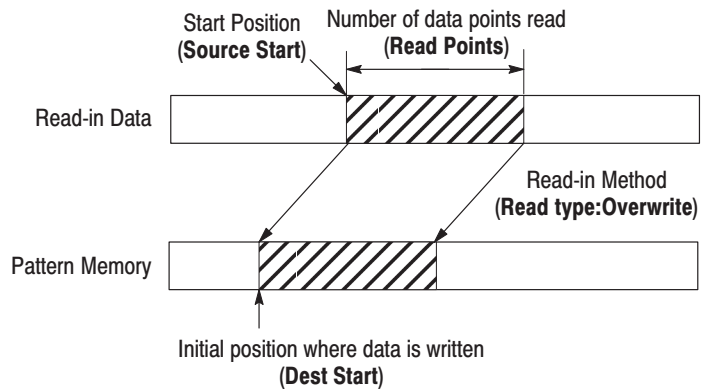 Start Position
(Source Start)
Number of data points read
(Read Points)
Read-in Data
Read-in Method
(Read type:Overwrite)
Pattern Memory
Initial position where data is written
(Dest Start)